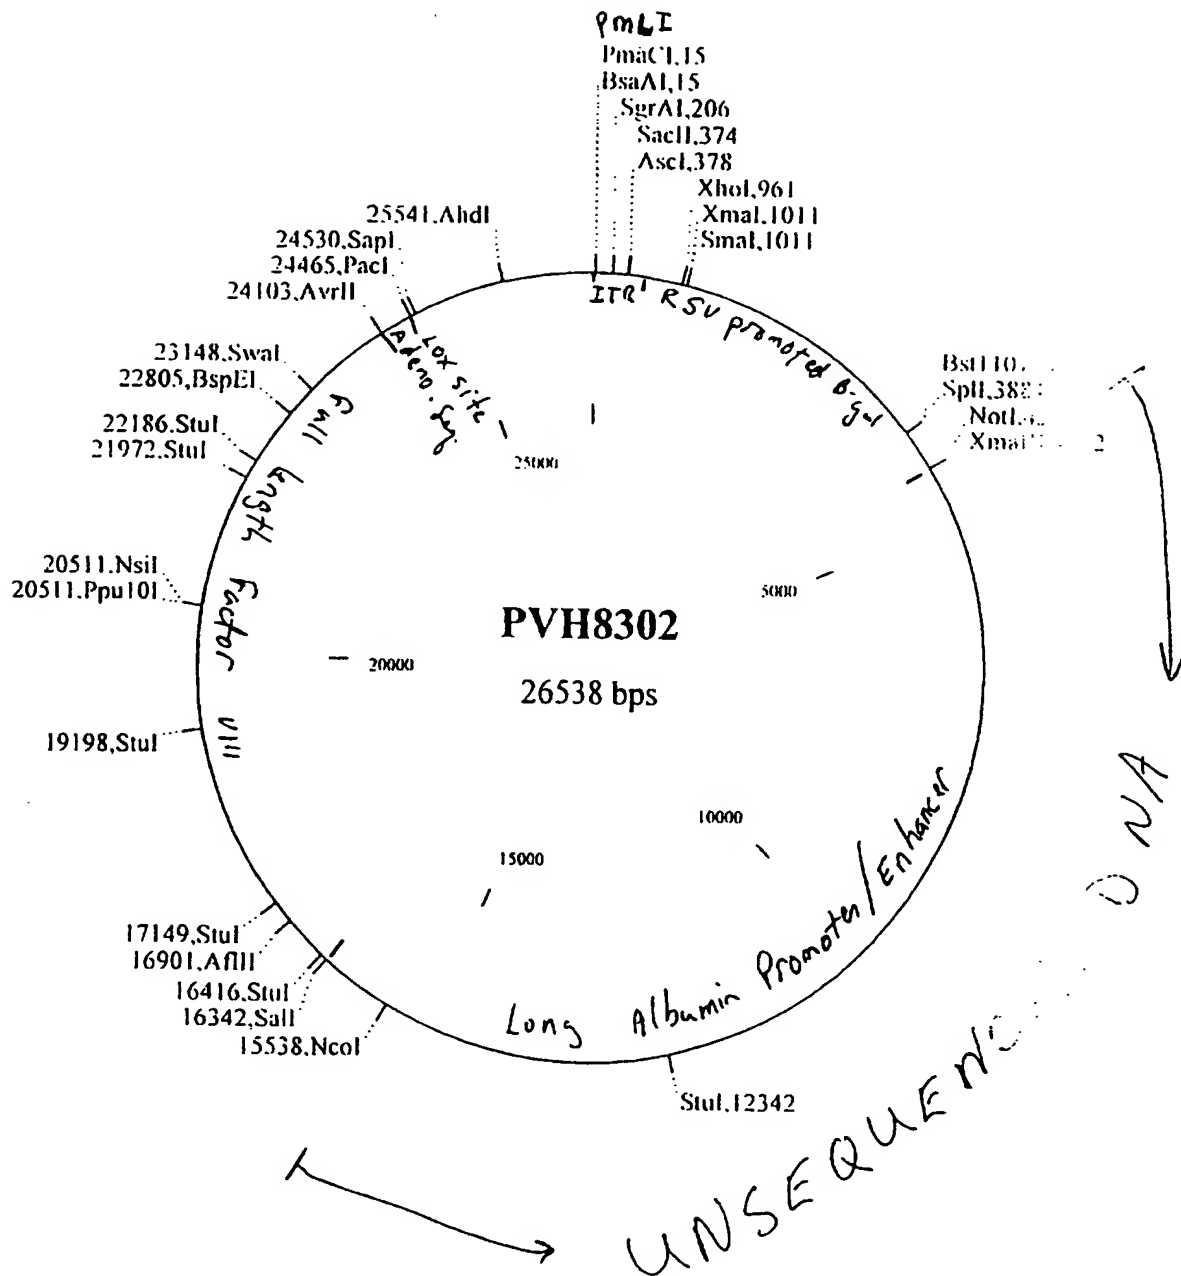 PmLI
PmaCI,15
BsaAI,15
SgrAI,206
SacII,374
AscI,378
XhoI,961
XmaI,1011
SmaI,1011
25541,AhdI
24530,SapI
24465,PacI
24103,AvrII
23148,SwaI
22805,BspEI
22186,StuI
21972,StuI
20511,NsiI
20511,Ppu10I
19198,StuI
17149,StuI
16901,AflII
16416,StuI
16342,SalI
15538,NcoI
StuI,12342
SplI,
NotI,
ITR
RSV promoted B-gal
LOX site
Adeno.
Full length Factor VIII
25000
5000
20000
10000
15000
PVH8302
26538 bps
Long Albumin Promoter/Enhancer
DNA